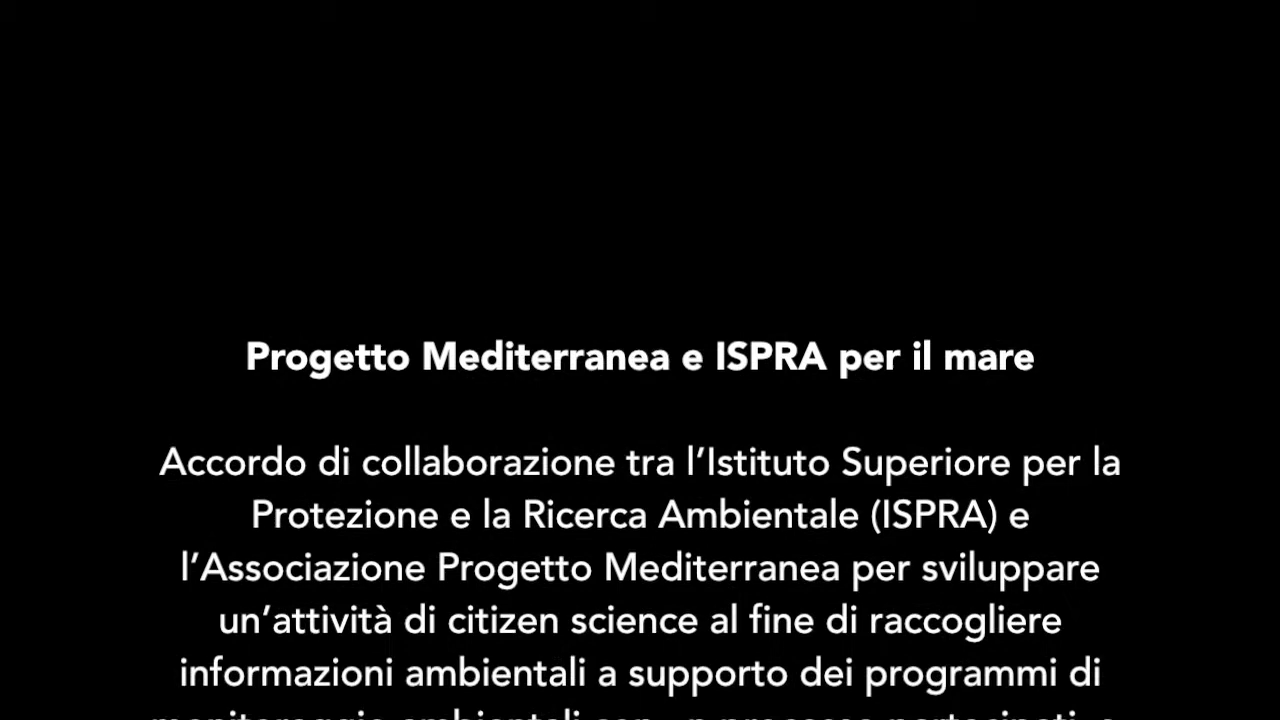 Progetto Mediterranea e ISPRA per il mare
Accordo di collaborazione tra l’Istituto Superiore per la
Protezione e la Ricerca Ambientale (ISPRA) e
l’Associazione Progetto Mediterranea per sviluppare
un’attività di citizen science al fine di raccogliere
informazioni ambientali a supporto dei programmi di